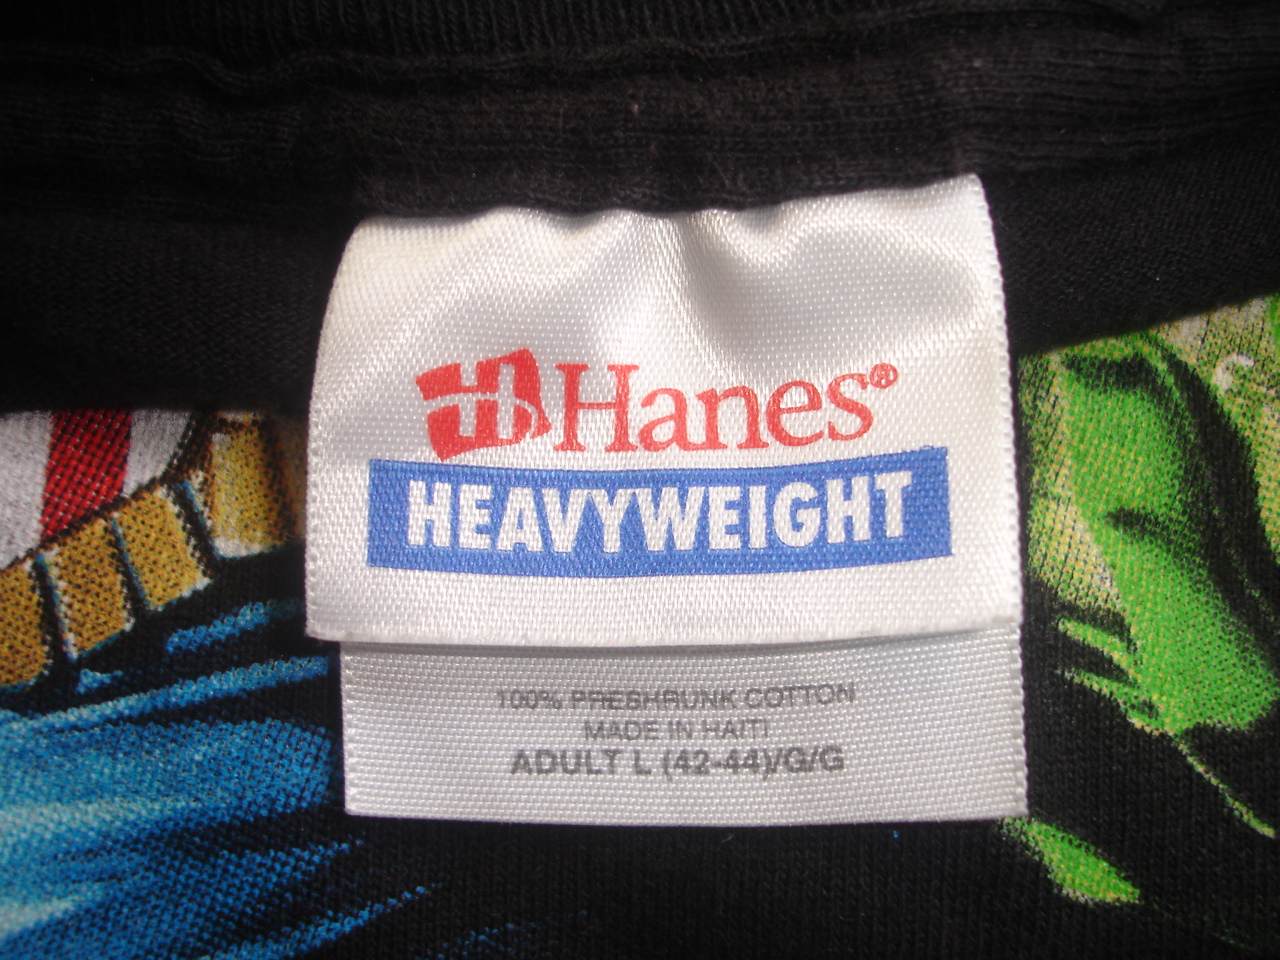 Hanes®
HEAVYWEIGHT
100% PRESHRUNK COTTON
MADE IN HAITI
ADULT L (42-44)/G/G